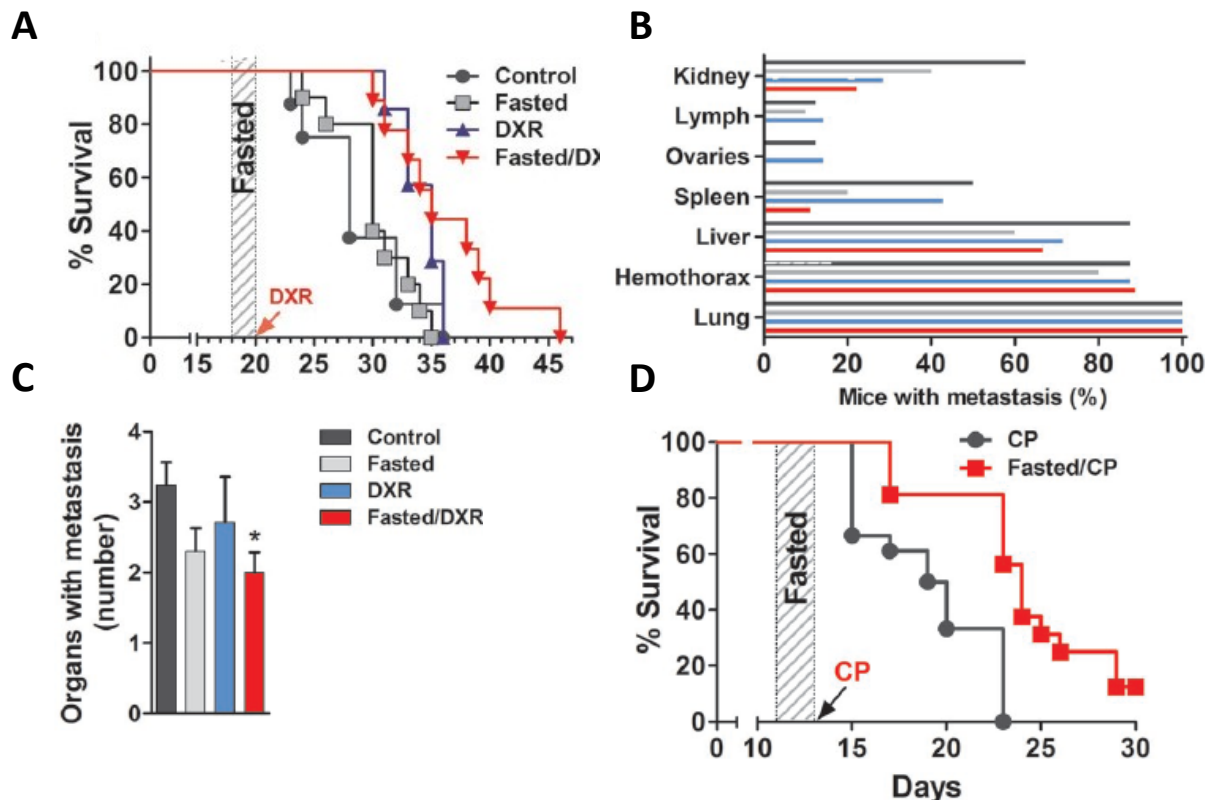 A
% Survival
100
80
60
40
20
0
Fasted
DXR
Control
Fasted
DXR
Fasted/DX
0
15
20
25
30
35
40
45
B
Kidney
Lymph
Ovaries
Spleen
Liver
Hemothorax
Lung
0
20
40
60
80
100
Mice with metastasis (%)
C
Organs with metastasis
(number)
4
3
2
1
0
*
Control
Fasted
DXR
Fasted/DXR
D
% Survival
100
80
60
40
20
0
Fasted
CP
CP
Fasted/CP
0
10
15
20
25
30
Days